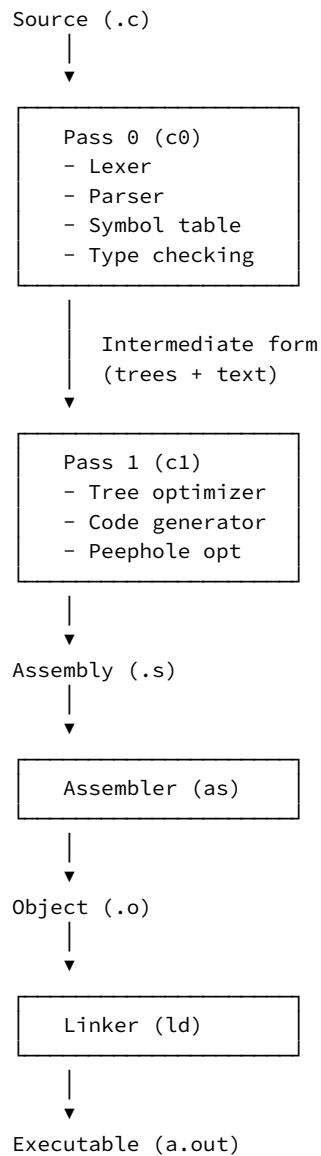 Source (.c)
Pass 0 (c0)
- Lexer
- Parser
- Symbol table
- Type checking
Intermediate form
(trees + text)
Pass 1 (c1)
- Tree optimizer
- Code generator
- Peephole opt
Assembly (.s)
Assembler (as)
Object (.o)
Linker (ld)
Executable (a.out)